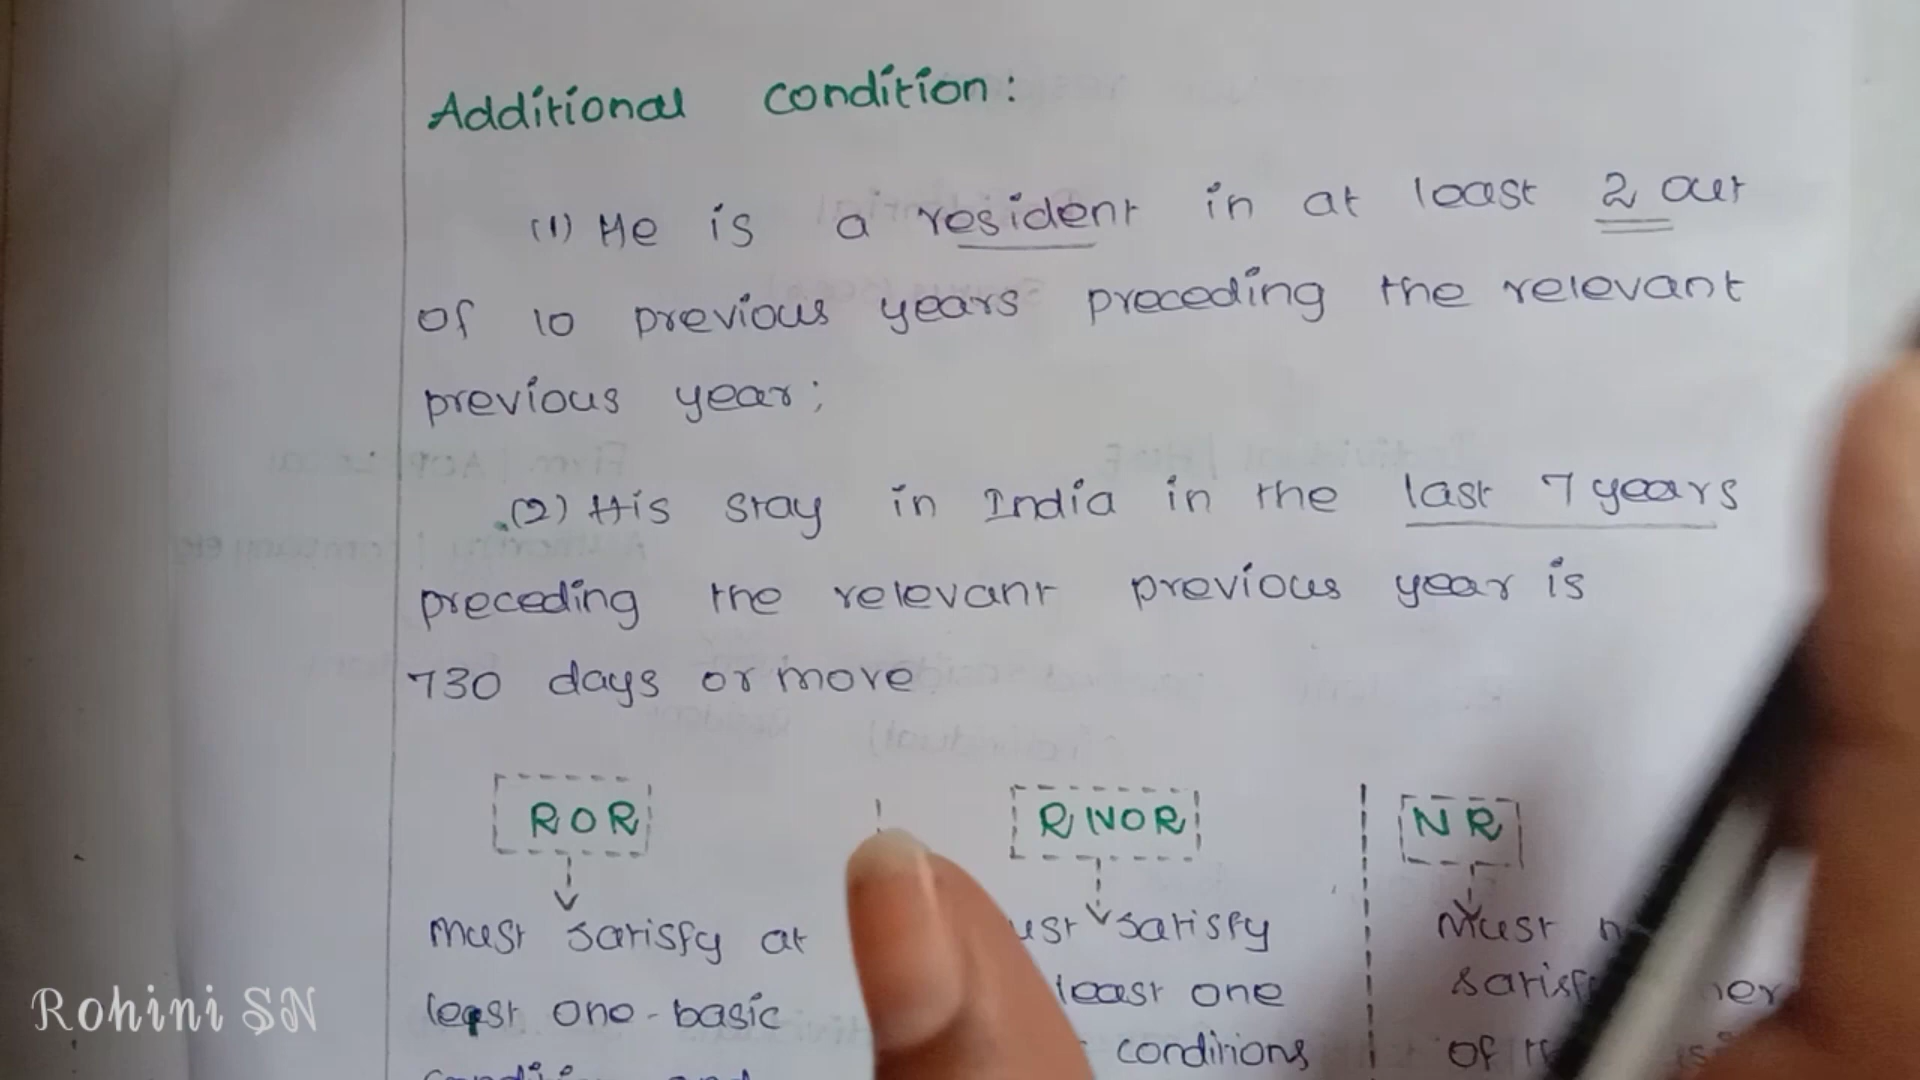 Additional condition:
(1) He is a resident in at least 2 out
of 10 previous years preceding the relevant
previous year;
(2) His stay in India in the last 7 years
preceding the relevant previous year is
730 days or more
ROR
RNOR
NR
must satisfy at
least one-basic
satisfy
least one
conditions
Must
of
Rohini SN